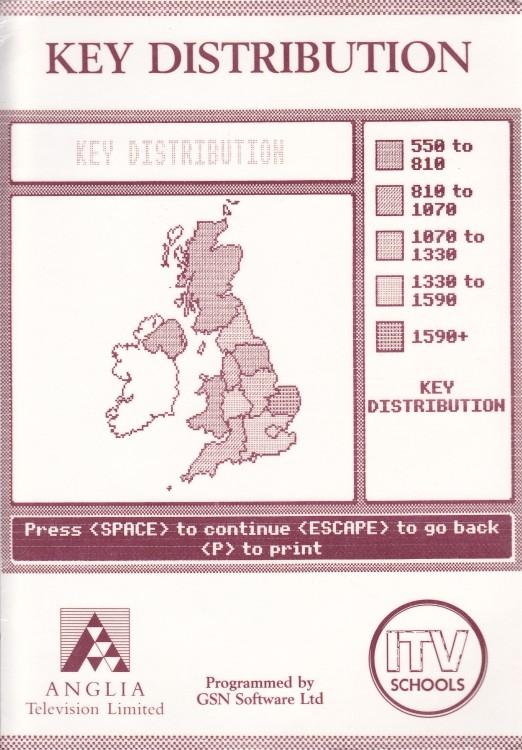 KEY DISTRIBUTION
KEY DISTRIBUTION
550 to
810
810 to
1070
1070 to
1330
1330 to
1590
1590+
KEY
DISTRIBUTION
Press <SPACE> to continue <ESCAPE> to go back
<P> to print
ANGLIA
Television Limited
Programmed by
GSN Software Ltd
ITV
SCHOOLS